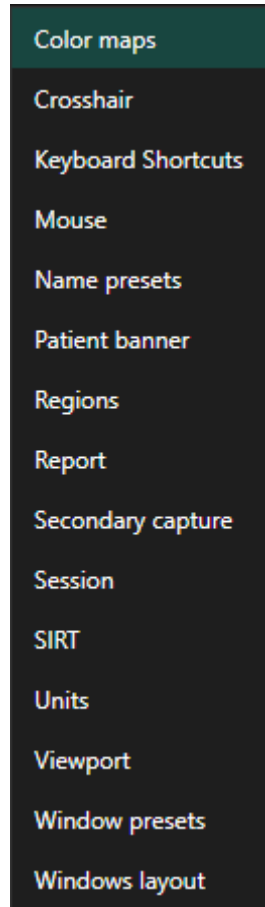 Color maps
Crosshair
Keyboard Shortcuts
Mouse
Name presets
Patient banner
Regions
Report
Secondary capture
Session
SIRT
Units
Viewport
Window presets
Windows layout